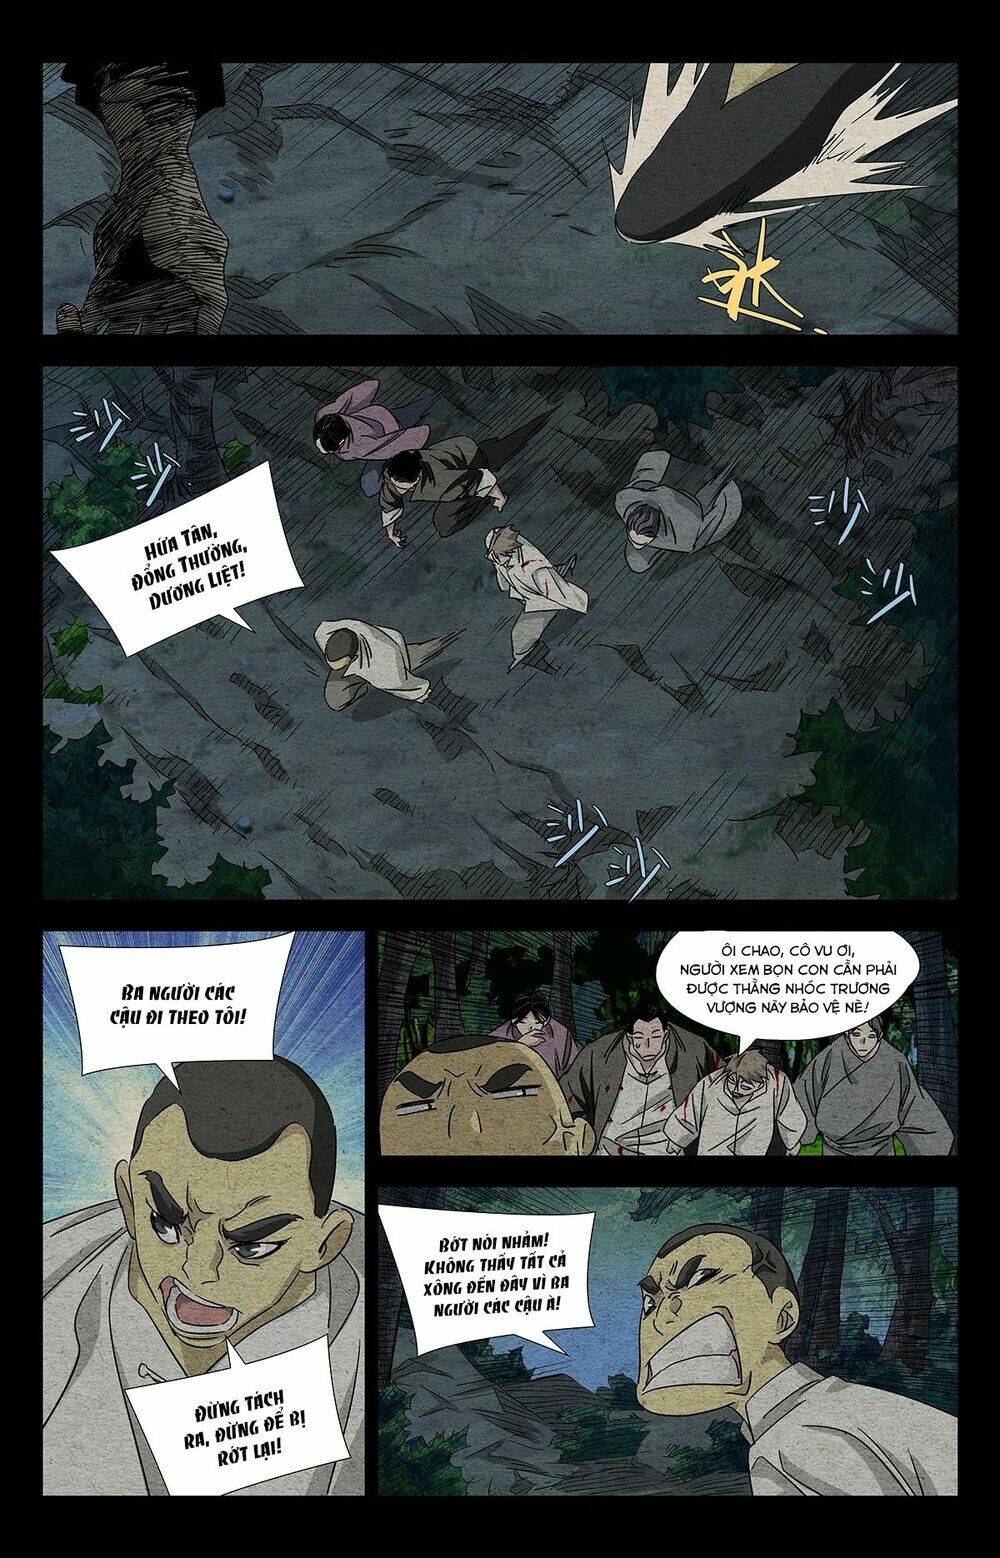 HỨA TÂN,
ĐỔNG THƯỜNG,
DƯƠNG LIỆT!
BA NGƯỜI CÁC
CẬU ĐI THEO TÔI!
ĐỪNG TÁCH
RA, ĐỪNG ĐỂ BỊ
RỚT LẠI!
ÔI CHAO, CÔ VU ƠI,
NGƯỜI XEM BỌN CON CẦN PHẢI
ĐƯỢC THẰNG NHÓC TRƯƠNG
VƯỢNG NÀY BẢO VỆ NÈ!
BỚT NÓI NHẢM!
KHÔNG THẤY TẤT CẢ
XÔNG ĐẾN ĐÂY VÌ BA
NGƯỜI CÁC CẬU À!